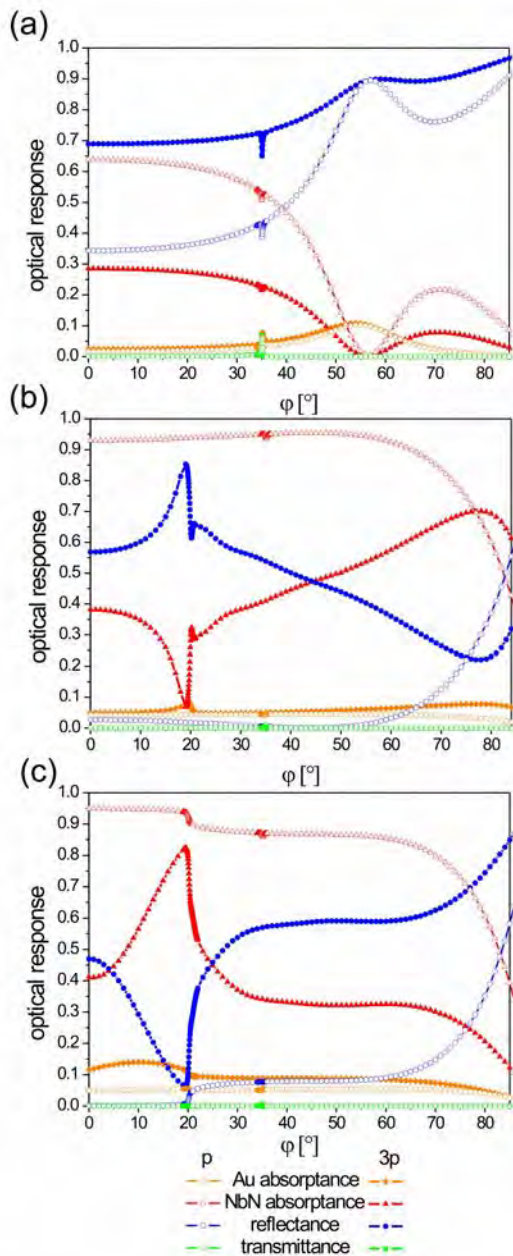 (a)
1.0
0.9
0.8
0.7
0.6
0.5
0.4
0.3
0.2
0.1
0.0
optical response
0 10 20 30 40 50 60 70 80
φ [°]
(b)
1.0
0.9
0.8
0.7
0.6
0.5
0.4
0.3
0.2
0.1
0.0
optical response
0 10 20 30 40 50 60 70 80
φ [°]
(c)
1.0
0.9
0.8
0.7
0.6
0.5
0.4
0.3
0.2
0.1
0.0
optical response
0 10 20 30 40 50 60 70 80
φ [°]
p 3p
Au absorptance
NbN absorptance
reflectance
transmittance